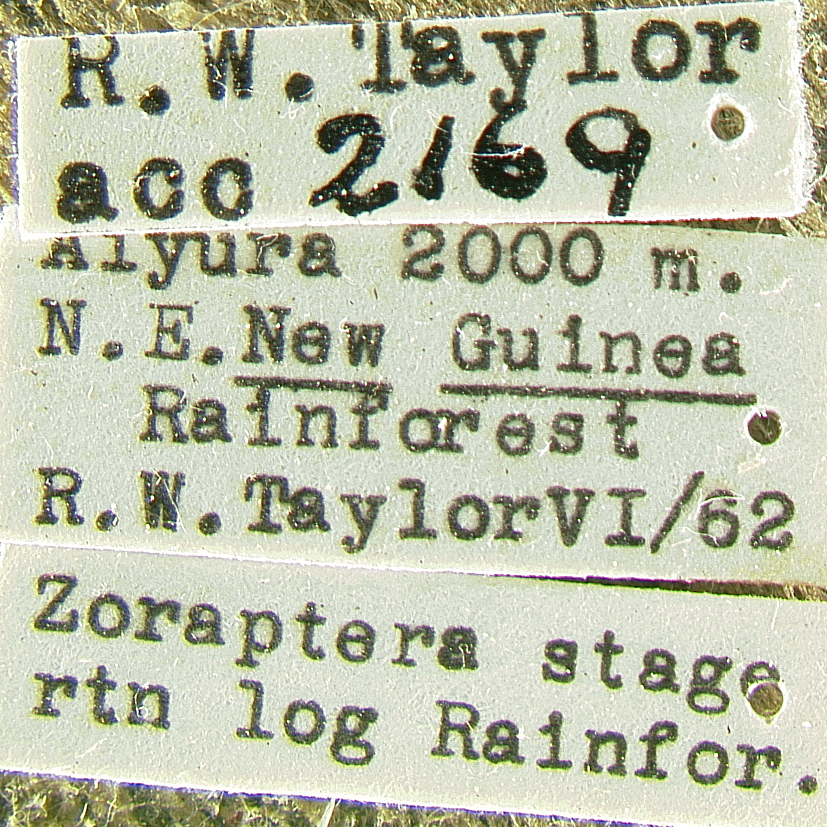 R.W.Taylor
acc 2169
Aiyura 2000 m.
N.E.New Guinea
Rainforest
R.W.TaylorVI/62
Zoraptera stage
rtn log Rainfor.